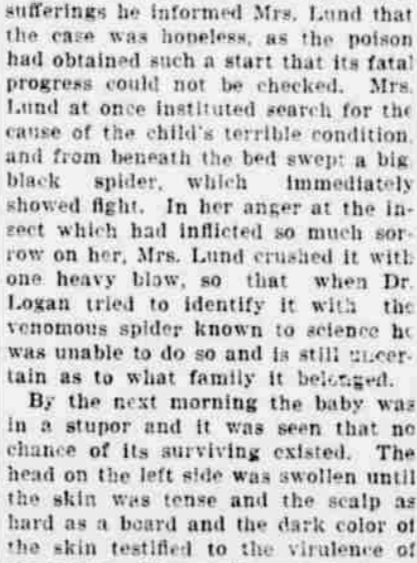 sufferings he informed Mrs. Lund that
the case was hopeless, as the poison
had obtained such a start that its fatal
progress could not be checked. Mrs.
Lund at once instituted search for the
cause of the child's terrible condition,
and from beneath the bed swept a big
black spider, which immediately
showed fight. In her anger at the in-
sect which had inflicted so much sor-
row on her, Mrs. Lund crushed it with
one heavy blow, so that when Dr.
Logan tried to identify it with the
venomous spider known to science he
was unable to do so and is still uncer-
tain as to what family it belonged.
By the next morning the baby was
in a stupor and it was seen that no
chance of its surviving existed. The
head on the left side was swollen until
the skin was tense and the scalp as
hard as a board and the dark color of
the skin testified to the virulence of